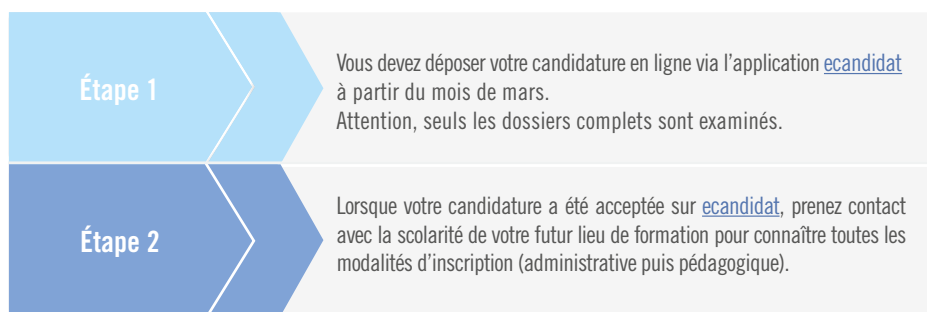 Étape 1
Vous devez déposer votre candidature en ligne via l’application ecandidat
à partir du mois de mars.
Attention, seuls les dossiers complets sont examinés.
Étape 2
Lorsque votre candidature a été acceptée sur ecandidat, prenez contact
avec la scolarité de votre futur lieu de formation pour connaître toutes les
modalités d’inscription (administrative puis pédagogique).